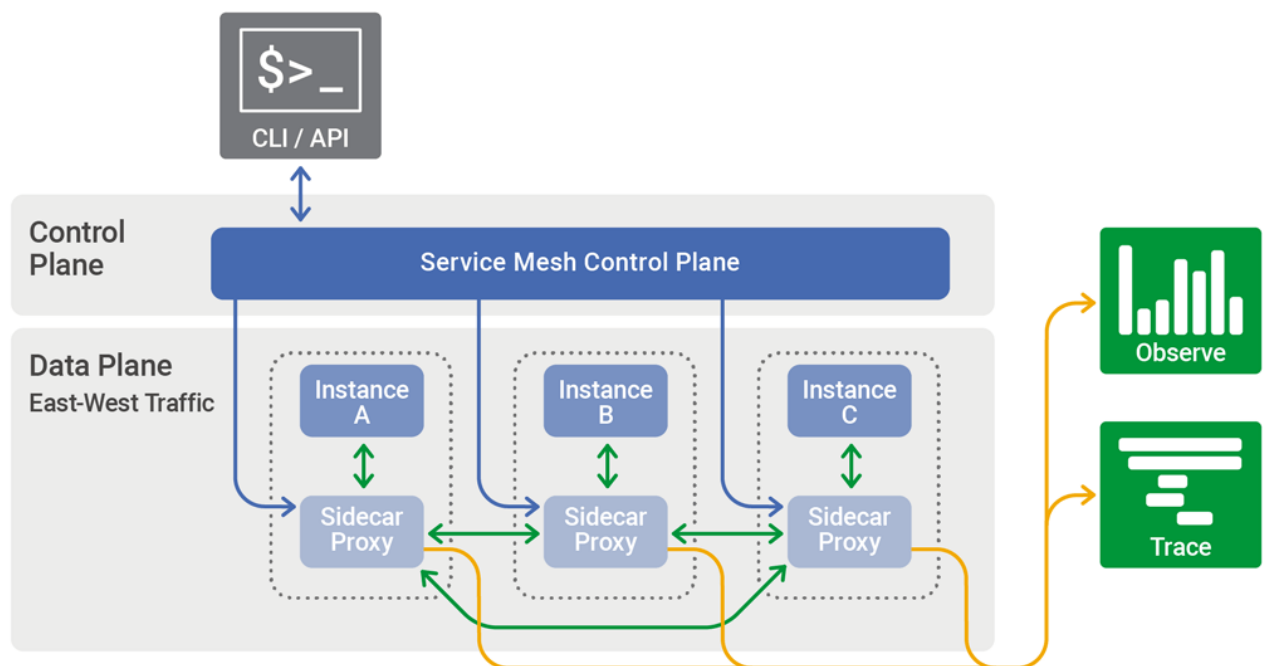 $>_
CLI / API
Control
Plane
Service Mesh Control Plane
Data Plane
East-West Traffic
Instance
A
Instance
B
Instance
C
Sidecar
Proxy
Sidecar
Proxy
Sidecar
Proxy
Observe
Trace